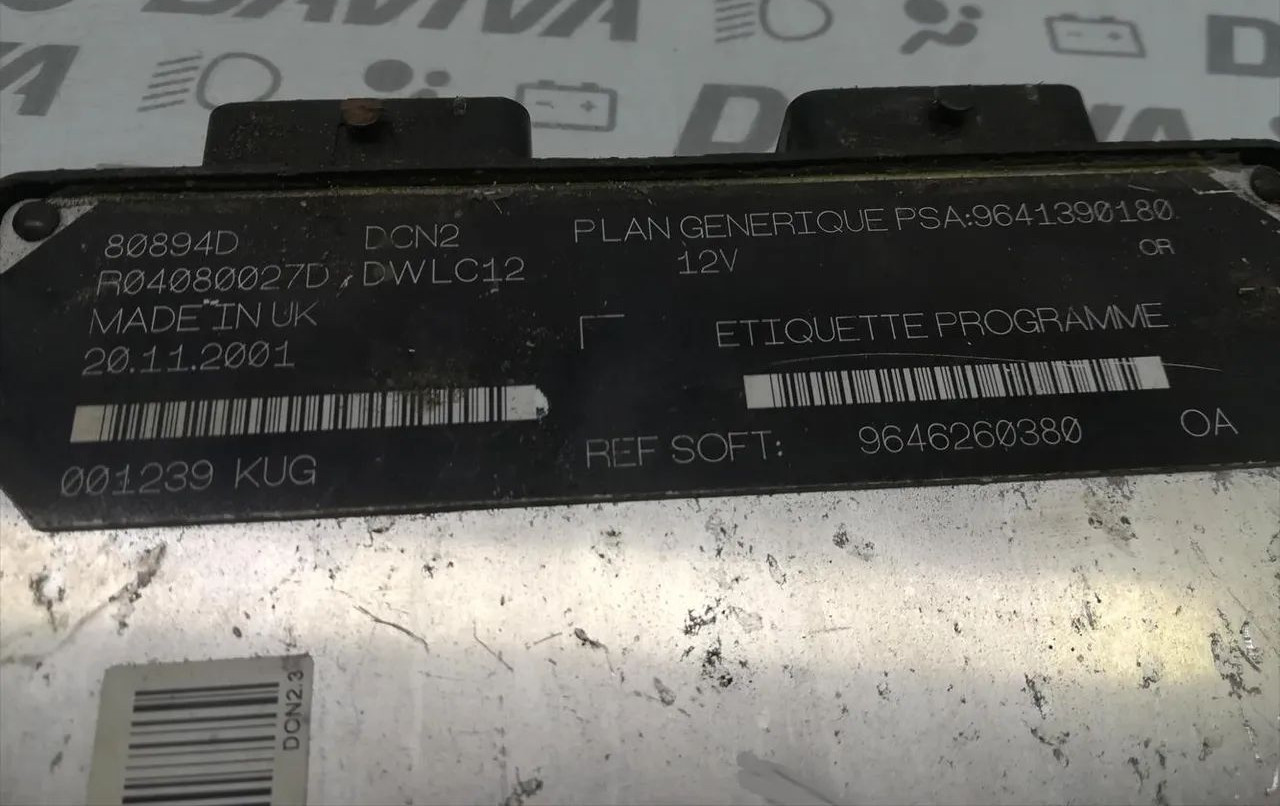 DAVIVA
80894D DCN2 PLAN GENERIQUE PSA:9641390180
R04080027D DWLC12 12V OR
MADE IN UK
20.11.2001 ETIQUETTE PROGRAMME
REF SOFT: 9646260380 OA
001239 KUG
DCN2.3